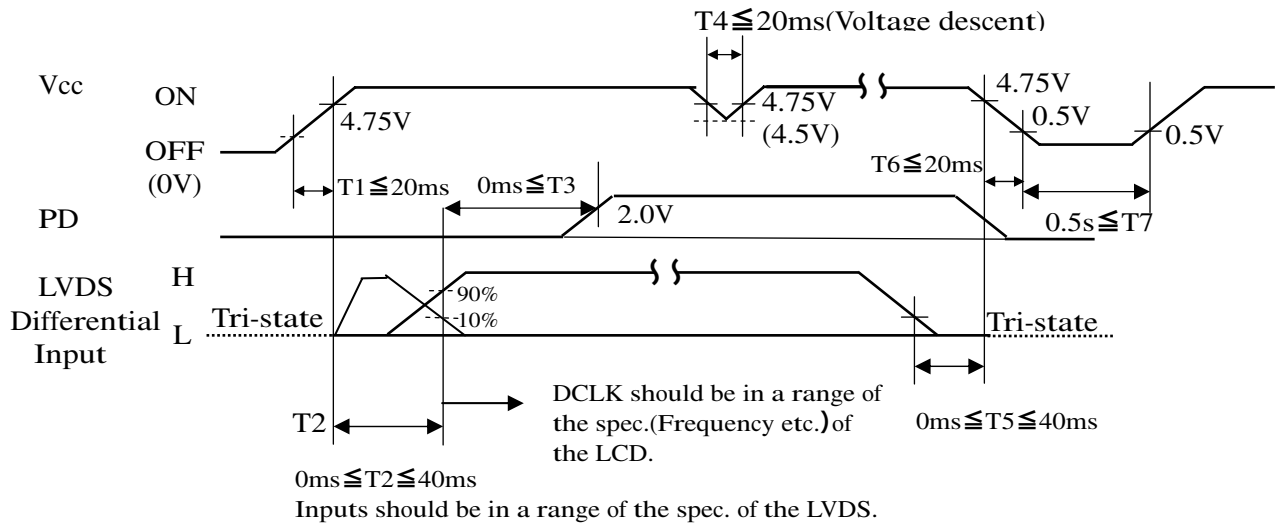 T4≦20ms(Voltage descent)
Vcc
ON
4.75V
4.75V
(4.5V)
4.75V
0.5V
0.5V
OFF
(0V)
T1≦20ms
0ms≦T3
T6≦20ms
PD
2.0V
0.5s≦T7
LVDS
Differential
Input
H
L
90%
10%
Tri-state
Tri-state
T2
DCLK should be in a range of
the spec.(Frequency etc.)of
the LCD.
0ms≦T5≦40ms
0ms≦T2≦40ms
Inputs should be in a range of the spec. of the LVDS.